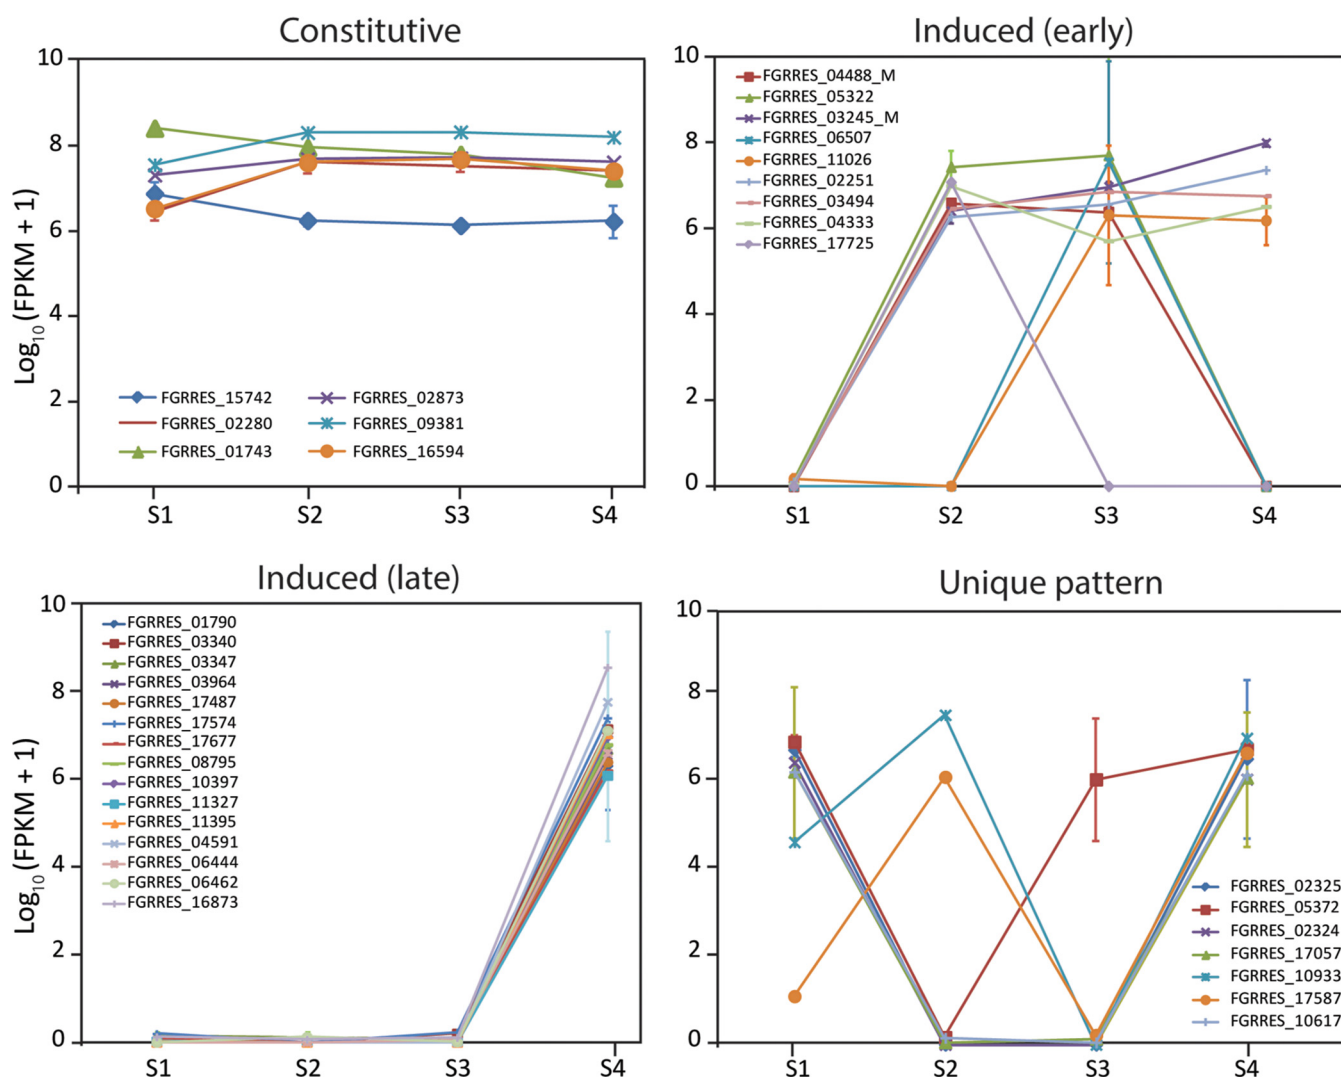 Constitutive
Log10 (FPKM + 1)
10
8
6
4
2
0
FGRRES_15742
FGRRES_02280
FGRRES_01743
FGRRES_02873
FGRRES_09381
FGRRES_16594
S1 S2 S3 S4
Induced (early)
10
8
6
4
2
0
FGRRES_04488_M
FGRRES_05322
FGRRES_03245_M
FGRRES_06507
FGRRES_11026
FGRRES_02251
FGRRES_03494
FGRRES_04333
FGRRES_17725
S1 S2 S3 S4
Induced (late)
Log10 (FPKM + 1)
10
8
6
4
2
0
FGRRES_01790
FGRRES_03340
FGRRES_03347
FGRRES_03964
FGRRES_17487
FGRRES_17574
FGRRES_17677
FGRRES_08795
FGRRES_10397
FGRRES_11327
FGRRES_11395
FGRRES_04591
FGRRES_06444
FGRRES_06462
FGRRES_16873
S1 S2 S3 S4
Unique pattern
10
8
6
4
2
0
FGRRES_02325
FGRRES_05372
FGRRES_02324
FGRRES_17057
FGRRES_10933
FGRRES_17587
FGRRES_10617
S1 S2 S3 S4